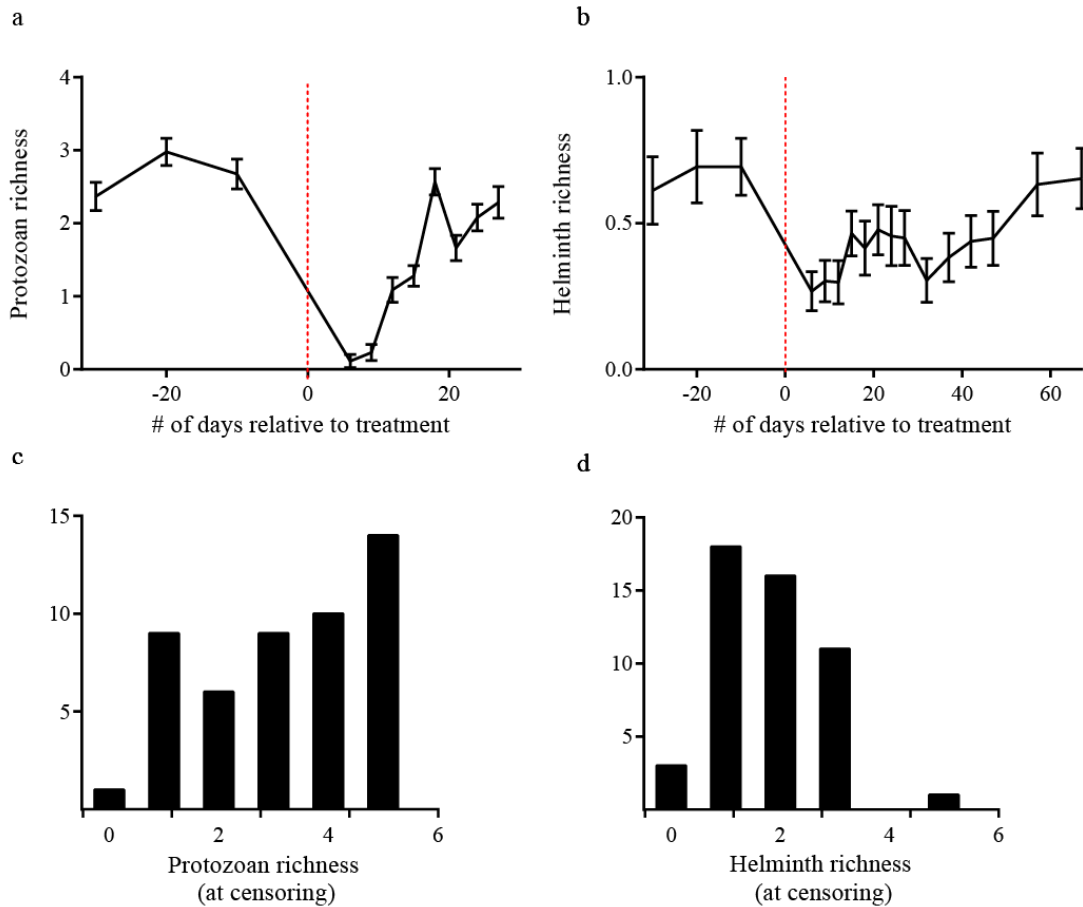 a
b
4
3
2
1
0
Protozoan richness
-20
0
20
# of days relative to treatment
1.0
0.5
0.0
Helminth richness
-20
0
20
40
60
# of days relative to treatment
c
d
15
10
5
0
2
4
6
Protozoan richness
(at censoring)
20
15
10
5
0
2
4
6
Helminth richness
(at censoring)